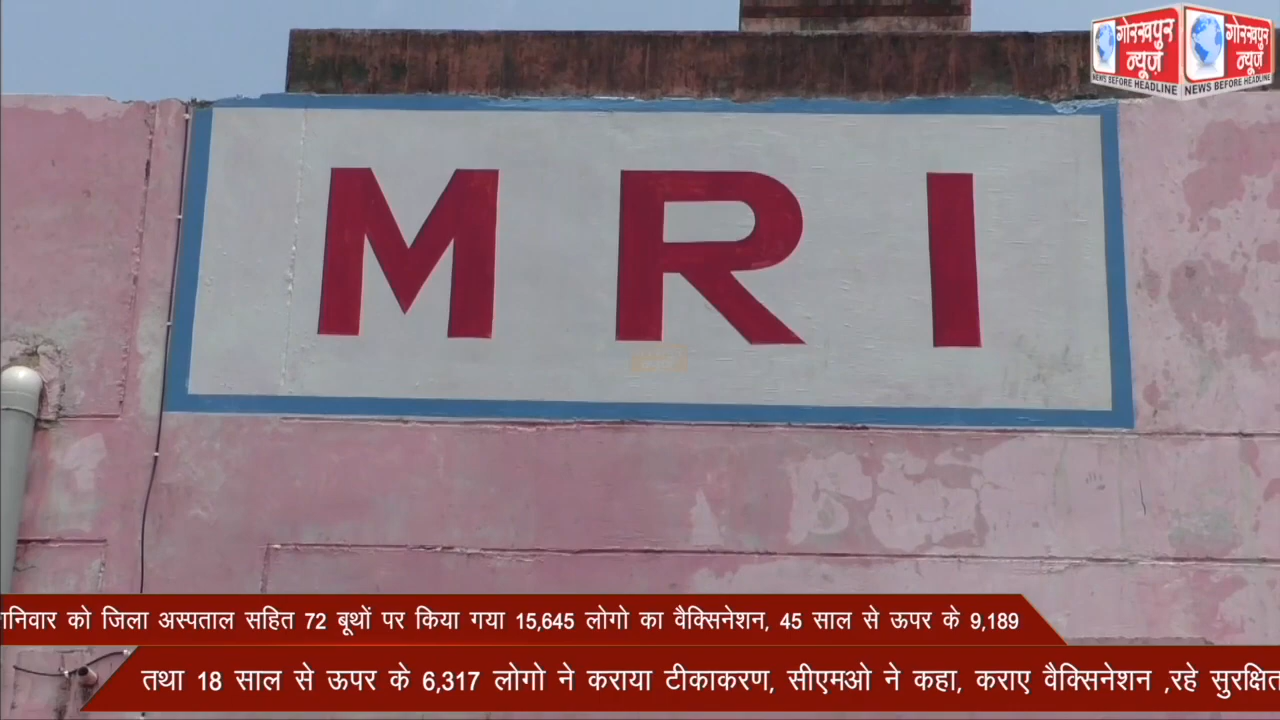 गोरखपुर
न्यूज़
NEWS BEFORE HEADLINE
गोरखपुर
न्यूज़
NEWS BEFORE HEADLINE
M R I
को जिला अस्पताल सहित 72 बूथों पर किया गया 15,645 लोगो का वैक्सिनेशन, 45 साल से ऊपर के 9,189
तथा 18 साल से ऊपर के 6,317 लोगो ने कराया टीकाकरण, सीएमओ ने कहा, कराए वैक्सिनेशन ,रहे सुरक्षित